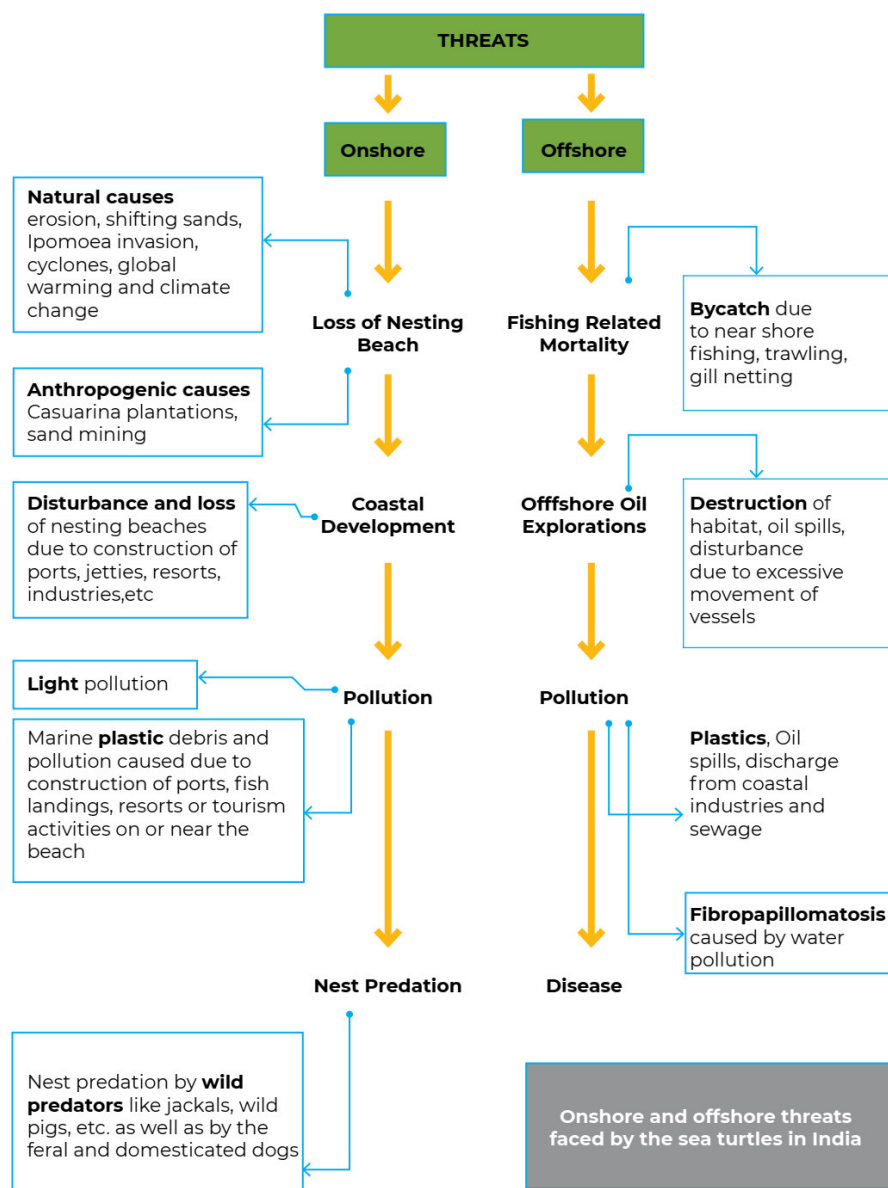 THREATS
Onshore
Offshore
Natural causes
erosion, shifting sands,
Ipomoea invasion,
cyclones, global
warming and climate
change
Loss of Nesting
Beach
Fishing Related
Mortality
Bycatch due
to near shore
fishing, trawling,
gill netting
Anthropogenic causes
Casuarina plantations,
sand mining
Disturbance and loss
of nesting beaches
due to construction of
ports, jetties, resorts,
industries,etc
Coastal
Development
Offfshore Oil
Explorations
Destruction of
habitat, oil spills,
disturbance
due to excessive
movement of
vessels
Light pollution
Pollution
Pollution
Marine plastic debris and
pollution caused due to
construction of ports, fish
landings, resorts or tourism
activities on or near the
beach
Plastics, Oil
spills, discharge
from coastal
industries and
sewage
Fibropapillomatosis
caused by water
pollution
Nest Predation
Disease
Nest predation by wild
predators like jackals, wild
pigs, etc. as well as by the
feral and domesticated dogs
Onshore and offshore threats
faced by the sea turtles in India